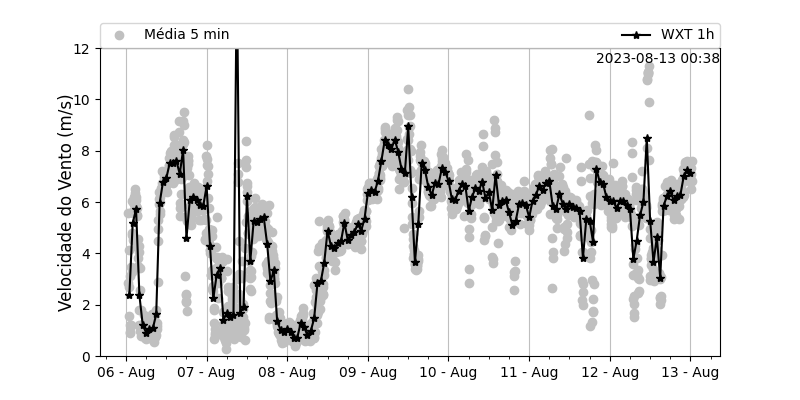 Média 5 min
WXT 1h
2023-08-13 00:38
Velocidade do Vento (m/s)
12
10
8
6
4
2
0
06 - Aug
07 - Aug
08 - Aug
09 - Aug
10 - Aug
11 - Aug
12 - Aug
13 - Aug